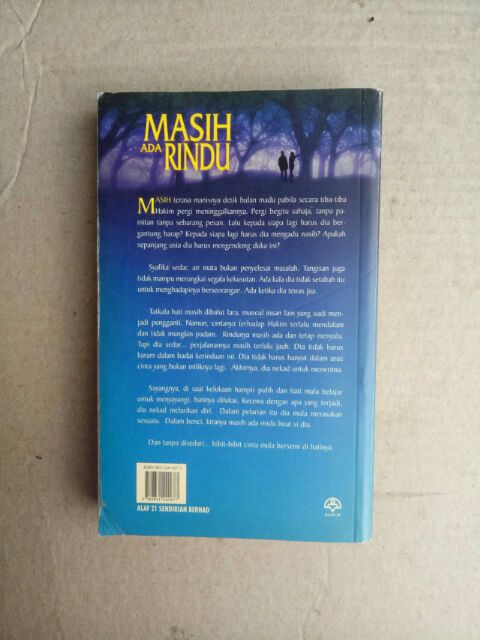 MASIH
ADA RINDU
MASIH terasa manisnya detik bulan madu pabila secara tiba-tiba
Hakim pergi meninggalkannya. Pergi begitu sahaja, tanpa pa-
mitan tanpa sebarang pesan. Lalu kepada siapa lagi harus dia ber-
gantung harap? Kepada siapa lagi harus dia mengadu nasib? Apakah
sepanjang usia dia harus mengendong duka ini?
Syafika sedar, air mata bukan penyelesai masalah. Tangisan juga
tidak mampu merungkai segala kekusutan. Ada kala dia tidak setabah itu
untuk menghadapinya berseorangan. Ada ketika dia tewas jua.
Tatkala hati masih dibalut lara, muncul insan lain yang sudi men-
jadi pengganti. Namun, cintanya terhadap Hakim terlalu mendalam
dan tidak mungkin padam. Rindunya masih ada dan tetap menyala.
Tapi dia sedar... perjalanannya masih terlalu jauh. Dia tidak harus
karam dalam badai kerinduan ini. Dia tidak harus hanyut dalam arus
cinta yang bukan miliknya lagi. Akhirnya, dia nekad untuk menerima.
Sayangnya, di saat kelukaan hampir pulih dan hati mula belajar
untuk menyayangi, hatinya dilukai. Kecewa dengan apa yang terjadi,
dia nekad melarikan diri. Dalam pelarian itu dia mula merasakan
sesuatu. Dalam benci, kiranya masih ada rindu buat si dia.
Dan tanpa disedari... bibit-bibit cinta mula bersemi di hatinya.
ALAF 21 SENDIRIAN BERHAD
ALAF 21